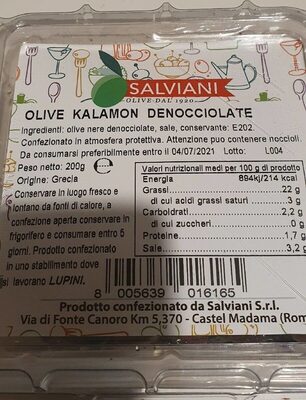 SALVIANI
OLIVE DAL 1920
OLIVE KALAMON DENOCCIOLATE
Ingredienti: olive nere denocciolate, sale, conservante: E202.
Confezionato in atmosfera protettiva. Attenzione può contenere noccioli.
Da consumarsi preferibilmente entro il 04/07/2021 Lotto: L004
Peso netto: 200g
Origine: Grecia
Conservare in luogo fresco e
lontano da fonti di calore, a
confezione aperta conservare in
frigorifero e consumare entro 5
giorni. Prodotto confezionato
in uno stabilimento dove
si lavorano LUPINI.
Valori nutrizionali medi per 100 g di prodotto
Energia 894kj/214 kcal
Grassi 22 g
di cui acidi grassi saturi 3 g
Carboidrati 2,2 g
di cui zuccheri 0 g
Proteine 1,7 g
Sale 3,2 g
8 005639 016165
Prodotto confezionato da Salviani S.r.l.
Via di Fonte Canoro Km 5,370 - Castel Madama (Rom